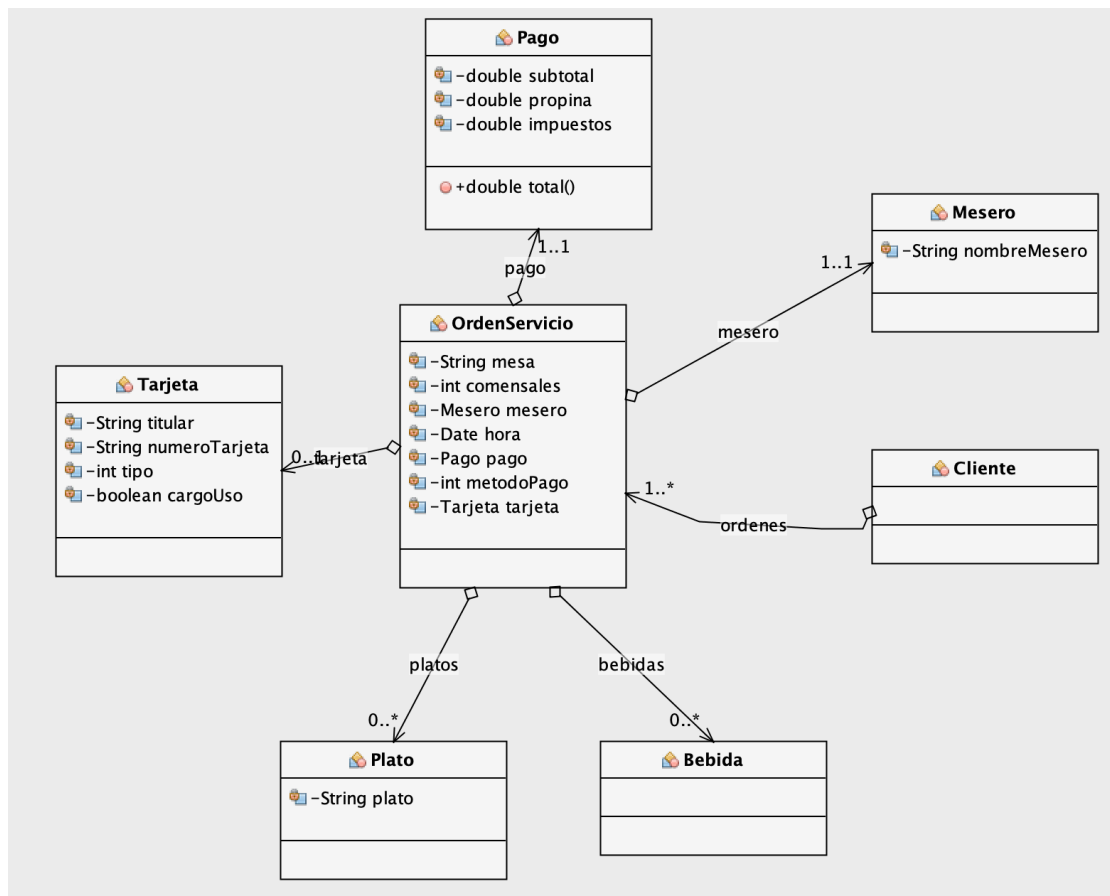 Pago
-double subtotal
-double propina
-double impuestos
+double total()
1..1
pago
Mesero
-String nombreMesero
1..1
mesero
OrdenServicio
-String mesa
-int comensales
-Mesero mesero
-Date hora
-Pago pago
-int metodoPago
-Tarjeta tarjeta
Tarjeta
-String titular
-String numeroTarjeta
-int tipo
-boolean cargoUso
0..1
tarjeta
Cliente
1..*
ordenes
platos
0..*
bebidas
0..*
Plato
-String plato
Bebida